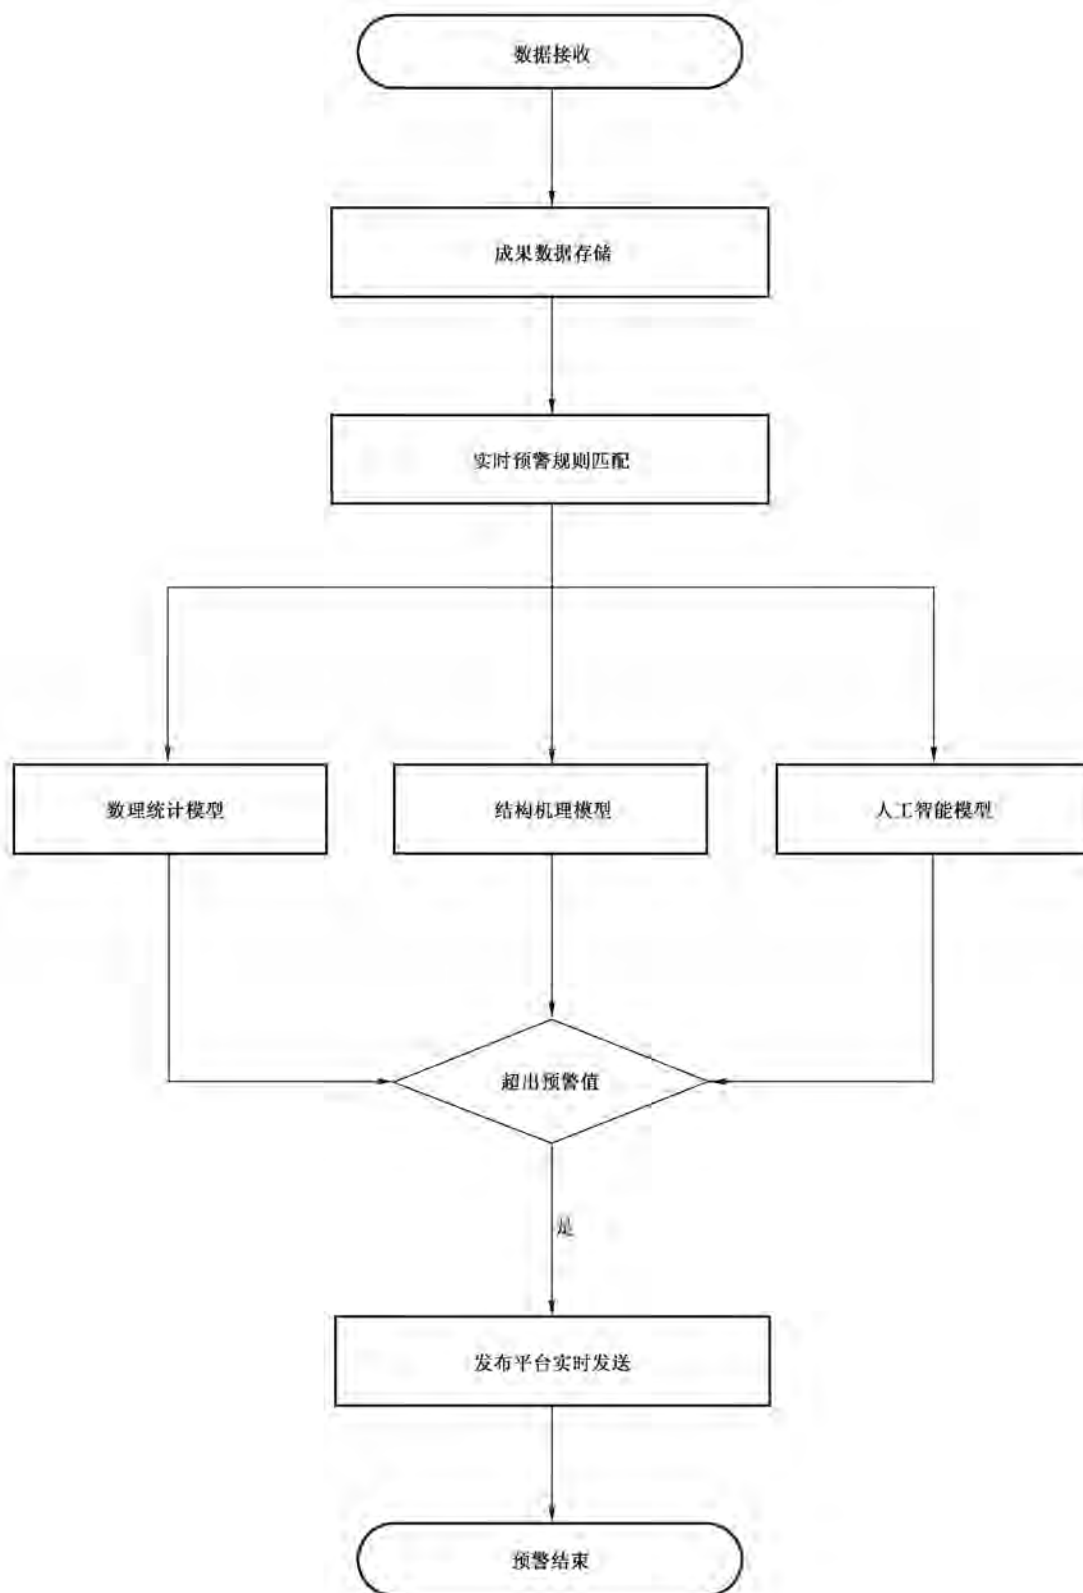 数据接收
成果数据存储
实时预警规则匹配
数理统计模型
结构机理模型
人工智能模型
超出预警值
是
发布平台实时发送
预警结束